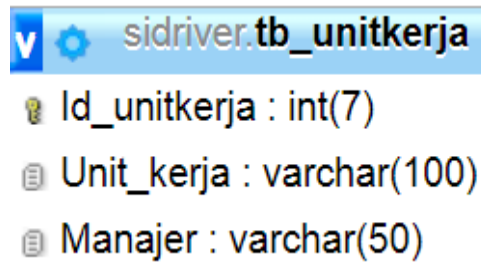 v sidriver.tb_unitkerja
Id_unitkerja : int(7)
Unit_kerja : varchar(100)
Manajer : varchar(50)